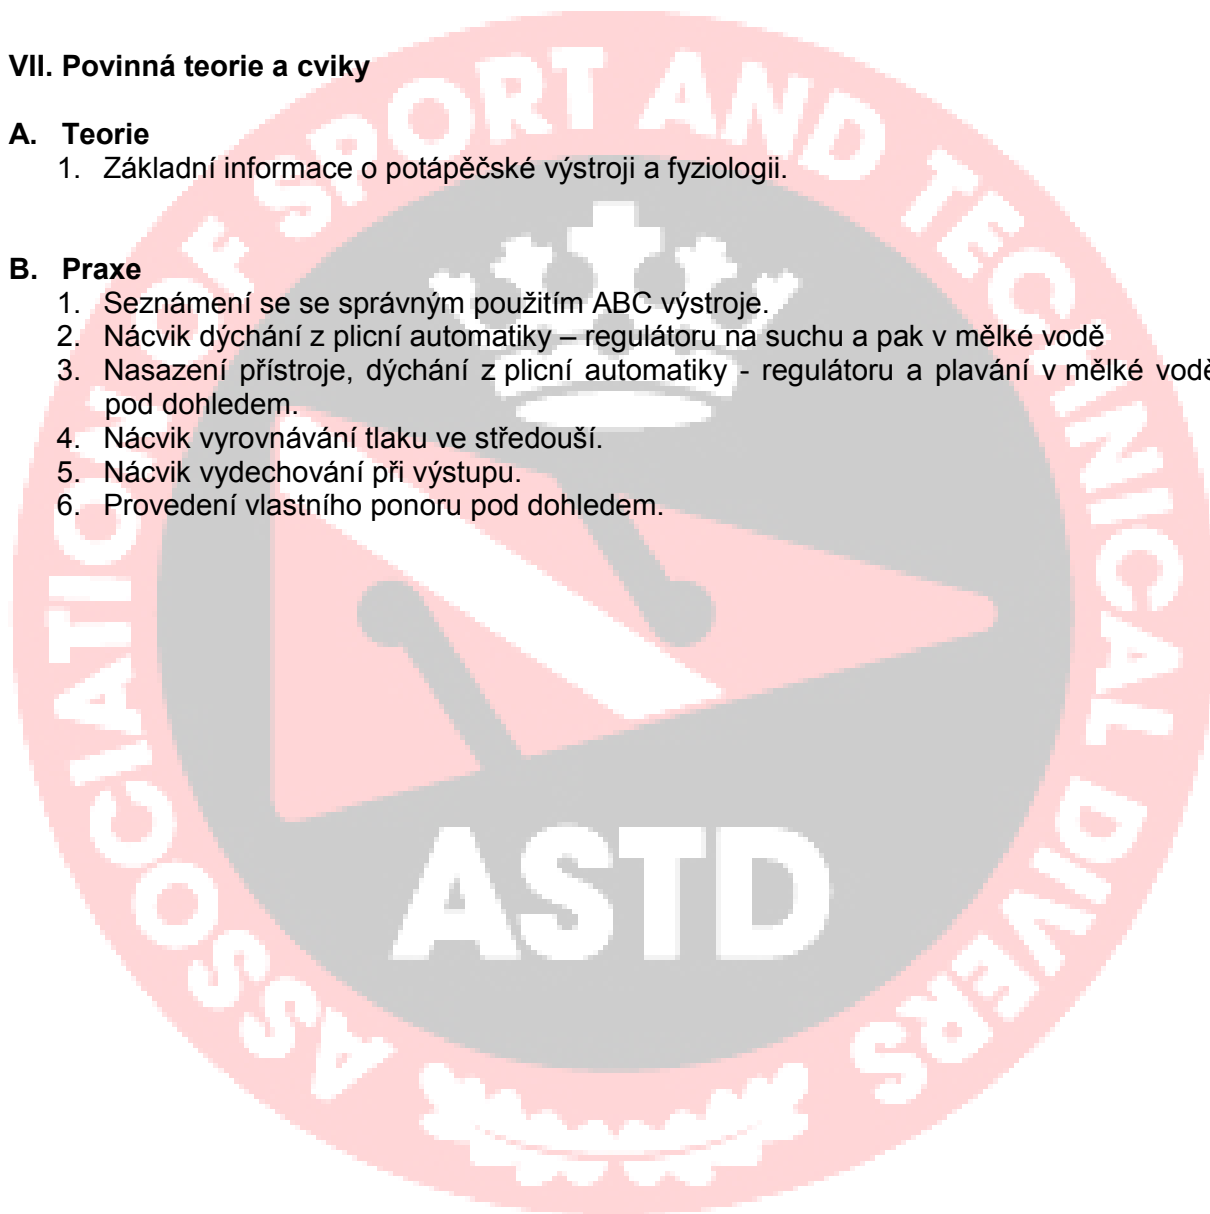 VII. Povinná teorie a cviky
A. Teorie
1. Základní informace o potápěčské výstroji a fyziologii.
B. Praxe
1. Seznámení se se správným použitím ABC výstroje.
2. Nácvik dýchání z plicní automatiky – regulátoru na suchu a pak v mělké vodě
3. Nasazení přístroje, dýchání z plicní automatiky - regulátoru a plavání v mělké vodě
pod dohledem.
4. Nácvik vyrovnávání tlaku ve středouší.
5. Nácvik vydechování při výstupu.
6. Provedení vlastního ponoru pod dohledem.
ASSOCIATION OF SPORT AND TECHNICAL DIVERS
ASTD